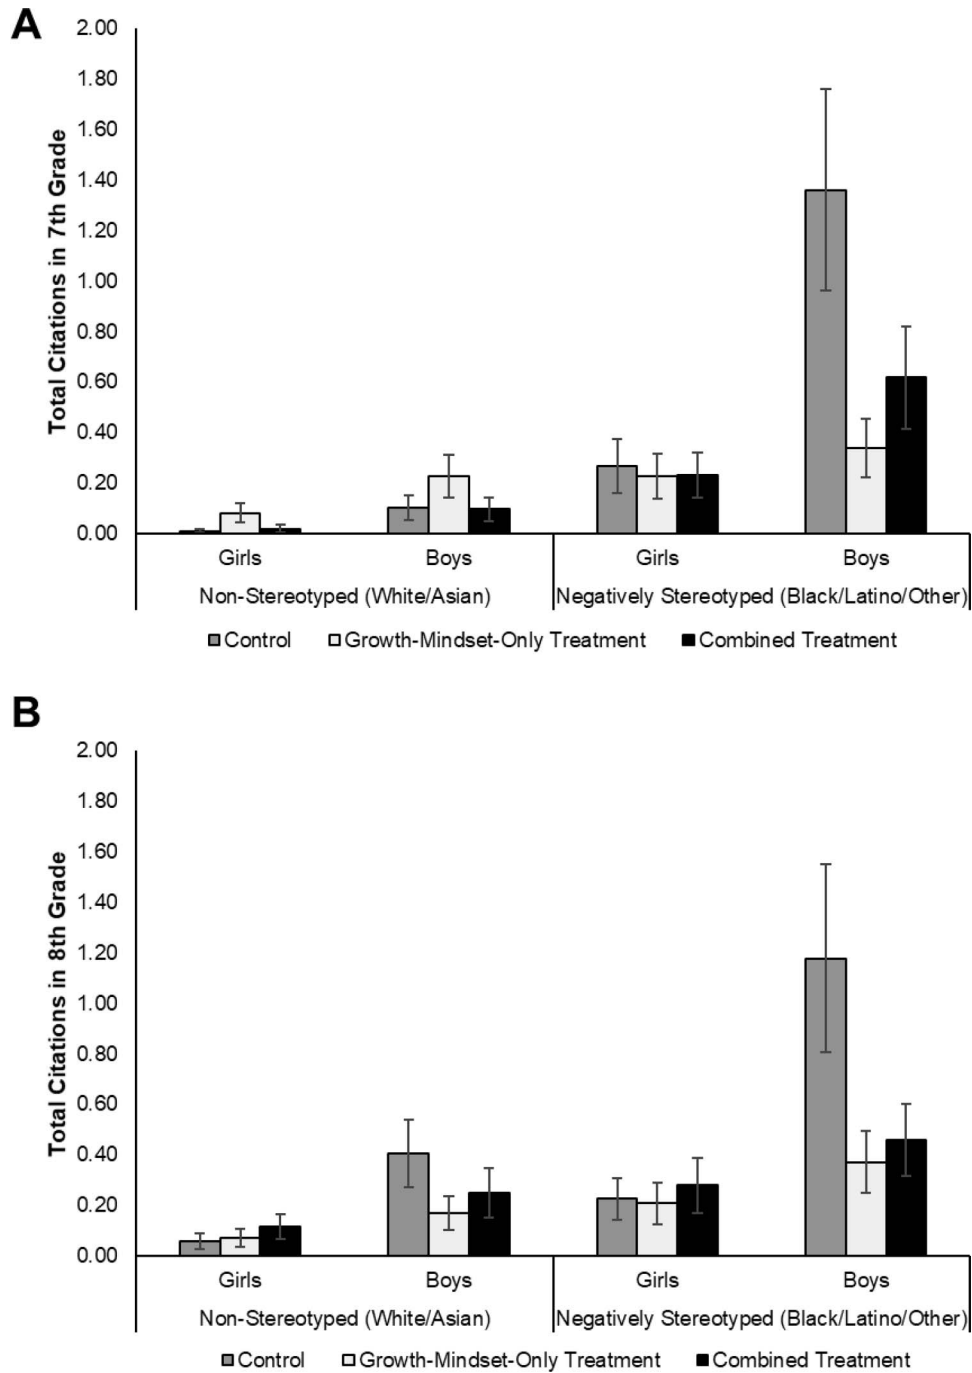 A
2.00
1.80
1.60
1.40
1.20
1.00
0.80
0.60
0.40
0.20
0.00
Total Citations in 7th Grade
Girls Boys Girls Boys
Non-Stereotyped (White/Asian) Negatively Stereotyped (Black/Latino/Other)
Control Growth-Mindset-Only Treatment Combined Treatment
B
2.00
1.80
1.60
1.40
1.20
1.00
0.80
0.60
0.40
0.20
0.00
Total Citations in 8th Grade
Girls Boys Girls Boys
Non-Stereotyped (White/Asian) Negatively Stereotyped (Black/Latino/Other)
Control Growth-Mindset-Only Treatment Combined Treatment